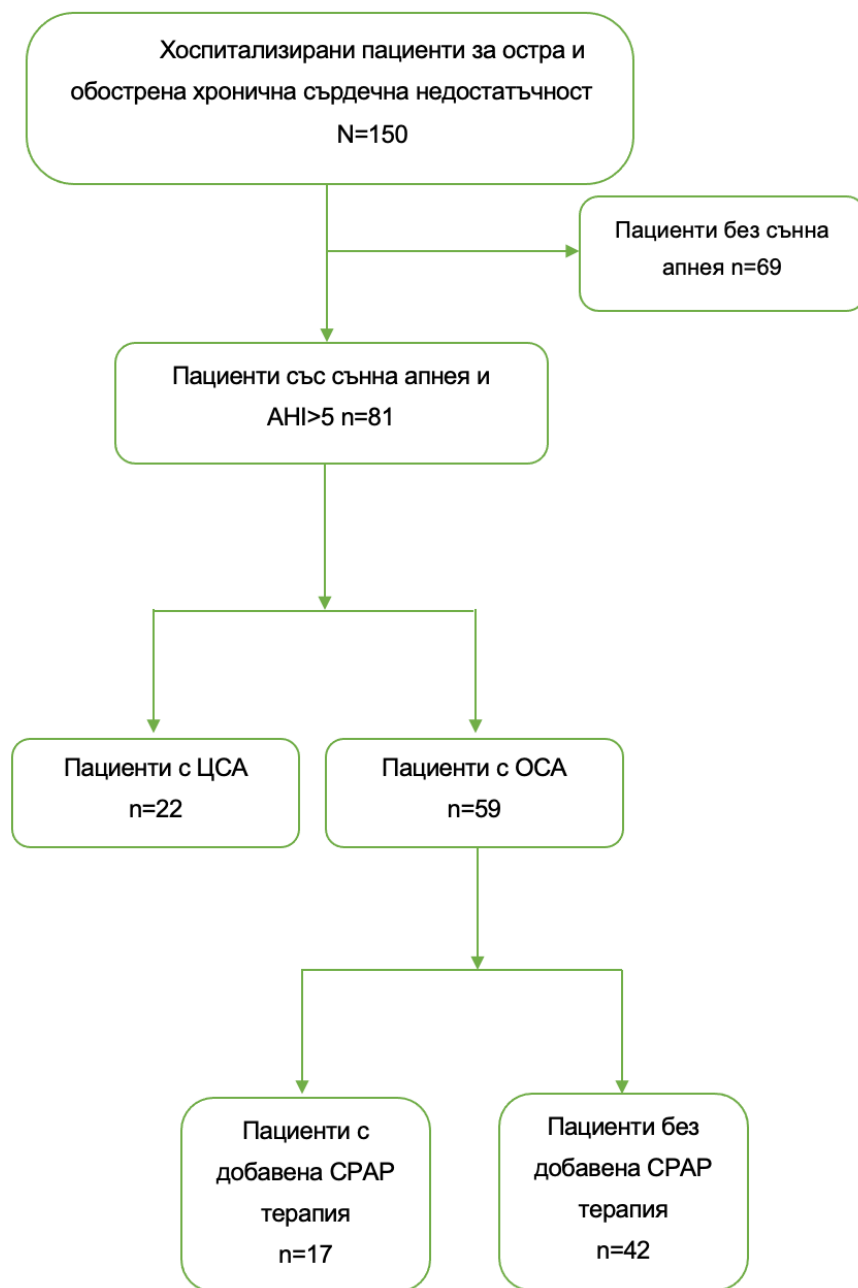 Хоспитализирани пациенти за остра и
обострена хронична сърдечна недостатъчност
N=150
Пациенти без сънна
апнея n=69
Пациенти със сънна апнея и
AHI>5 n=81
Пациенти с ЦСА
n=22
Пациенти с ОСА
n=59
Пациенти с
добавена CPAP
терапия
n=17
Пациенти без
добавена CPAP
терапия
n=42